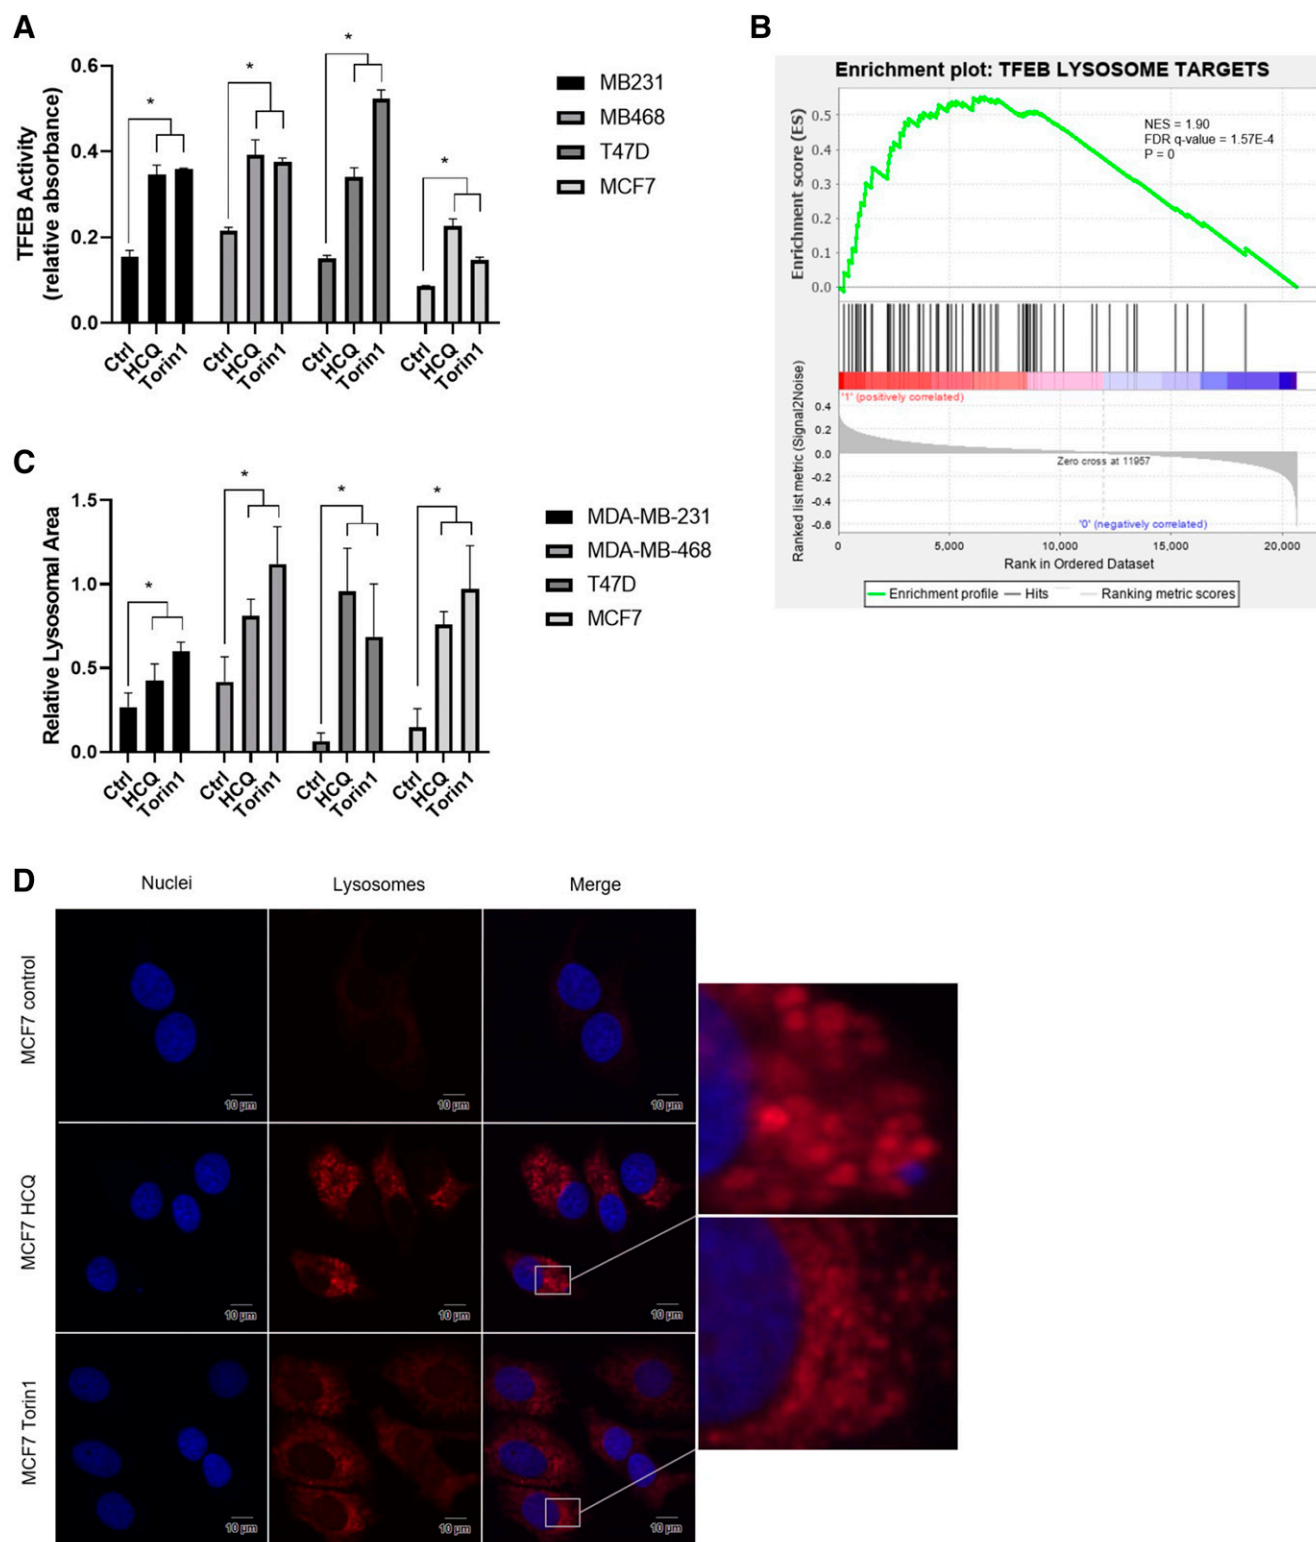 A
*
*
*
*
0.6
0.4
0.2
0.0
TFEB Activity
(relative absorbance)
Ctrl
HCQ
Torin1
Ctrl
HCQ
Torin1
Ctrl
HCQ
Torin1
Ctrl
HCQ
Torin1
MB231
MB468
T47D
MCF7
B
Enrichment plot: TFEB LYSOSOME TARGETS
NES = 1.90
FDR q-value = 1.57E-4
P = 0
Enrichment score (ES)
0.5
0.4
0.3
0.2
0.1
0.0
'1' (positively correlated)
Ranked list metric (Signal2Noise)
0.4
0.2
0.0
-0.2
-0.4
-0.6
Zero cross at 11957
'0' (negatively correlated)
0
5,000
10,000
15,000
20,000
Rank in Ordered Dataset
Enrichment profile
Hits
Ranking metric scores
C
*
*
*
*
1.5
1.0
0.5
0.0
Relative Lysosomal Area
Ctrl
HCQ
Torin1
Ctrl
HCQ
Torin1
Ctrl
HCQ
Torin1
Ctrl
HCQ
Torin1
MDA-MB-231
MDA-MB-468
T47D
MCF7
D
Nuclei
Lysosomes
Merge
MCF7 control
10 µm
10 µm
10 µm
MCF7 HCQ
10 µm
10 µm
10 µm
MCF7 Torin1
10 µm
10 µm
10 µm